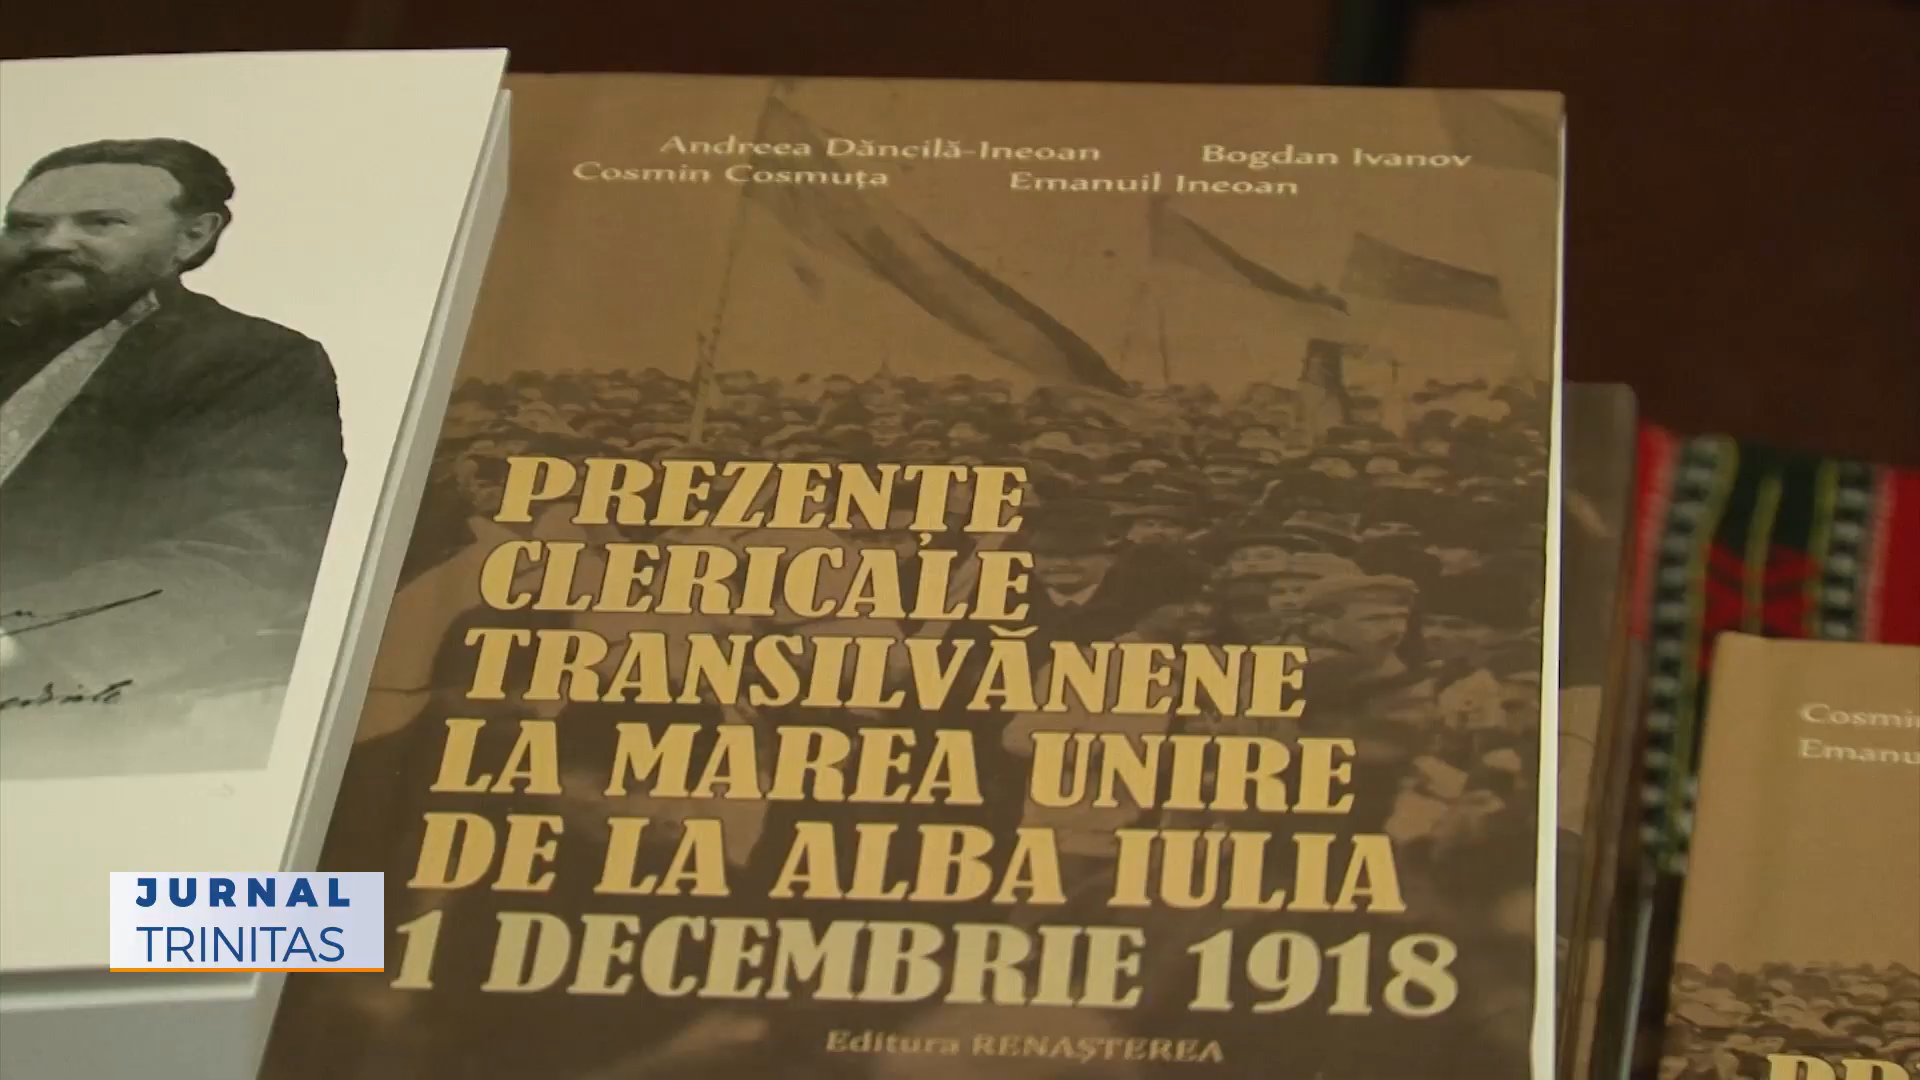 Andreea Dăncilă-Ineoan Bogdan Ivanov
Cosmin Cosmuța Emanuil Ineoan
PREZENȚE
CLERICALE
TRANSILVĂNENE
LA MAREA UNIRE
DE LA ALBA IULIA
1 DECEMBRIE 1918
Editura RENAȘTEREA
JURNAL
TRINITAS